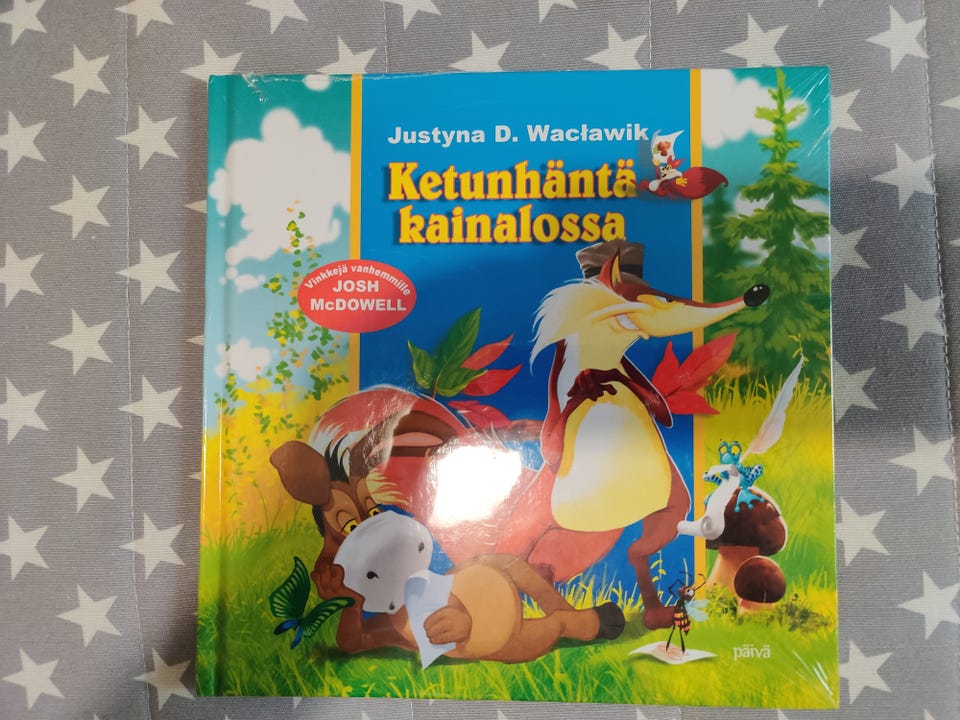 Justyna D. Wacławik
Ketunhäntä
kainalossa
Vinkkejä vanhemmille
JOSH
McDOWELL
päivä